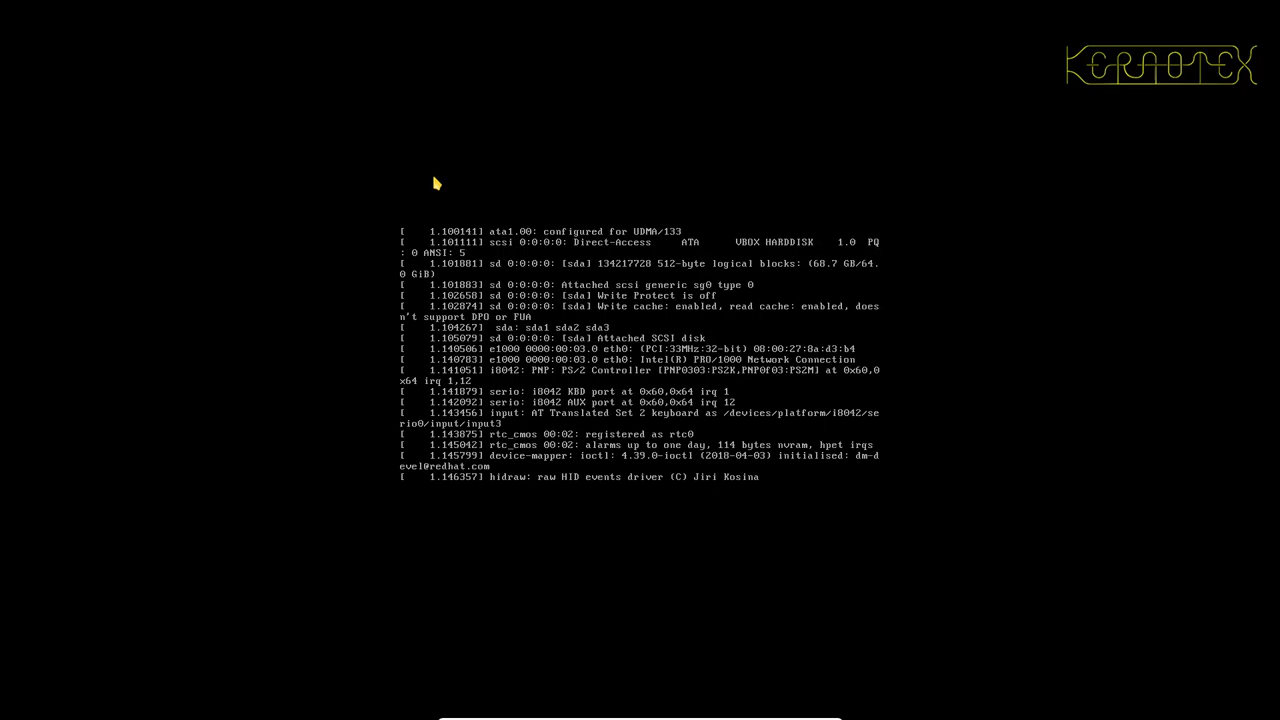 KERNOTEX
[    1.100141] ata1.00: configured for UDMA/133
[    1.101111] scsi 0:0:0:0: Direct-Access     ATA      VBOX HARDDISK    1.0  PQ
: 0 ANSI: 5
[    1.101881] sd 0:0:0:0: [sda] 134217728 512-byte logical blocks: (68.7 GB/64.
0 GiB)
[    1.101883] sd 0:0:0:0: Attached scsi generic sg0 type 0
[    1.102658] sd 0:0:0:0: [sda] Write Protect is off
[    1.102874] sd 0:0:0:0: [sda] Write cache: enabled, read cache: enabled, does
n't support DPO or FUA
[    1.104267]  sda: sda1 sda2 sda3
[    1.105079] sd 0:0:0:0: [sda] Attached SCSI disk
[    1.140506] e1000 0000:00:03.0 eth0: (PCI:33MHz:32-bit) 08:00:27:8a:d3:b4
[    1.140783] e1000 0000:00:03.0 eth0: Intel(R) PRO/1000 Network Connection
[    1.141051] i8042: PNP: PS/2 Controller [PNP0303:PS2K,PNP0f03:PS2M] at 0x60,0
x64 irq 1,12
[    1.141879] serio: i8042 KBD port at 0x60,0x64 irq 1
[    1.142092] serio: i8042 AUX port at 0x60,0x64 irq 12
[    1.143456] input: AT Translated Set 2 keyboard as /devices/platform/i8042/se
rio0/input/input3
[    1.143875] rtc_cmos 00:02: registered as rtc0
[    1.145042] rtc_cmos 00:02: alarms up to one day, 114 bytes nvram, hpet irqs
[    1.145799] device-mapper: ioctl: 4.39.0-ioctl (2018-04-03) initialised: dm-d
evel@redhat.com
[    1.146357] hidraw: raw HID events driver (C) Jiri Kosina